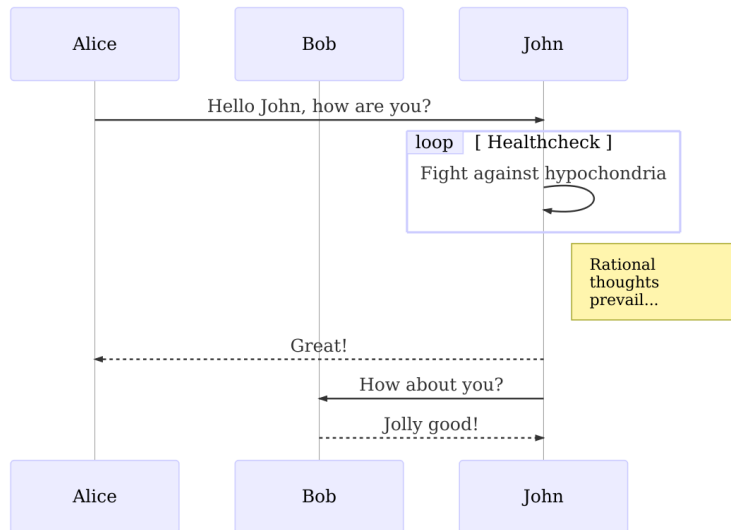 Alice
Bob
John
Hello John, how are you?
loop
[ Healthcheck ]
Fight against hypochondria
Rational
thoughts
prevail...
Great!
How about you?
Jolly good!
Alice
Bob
John